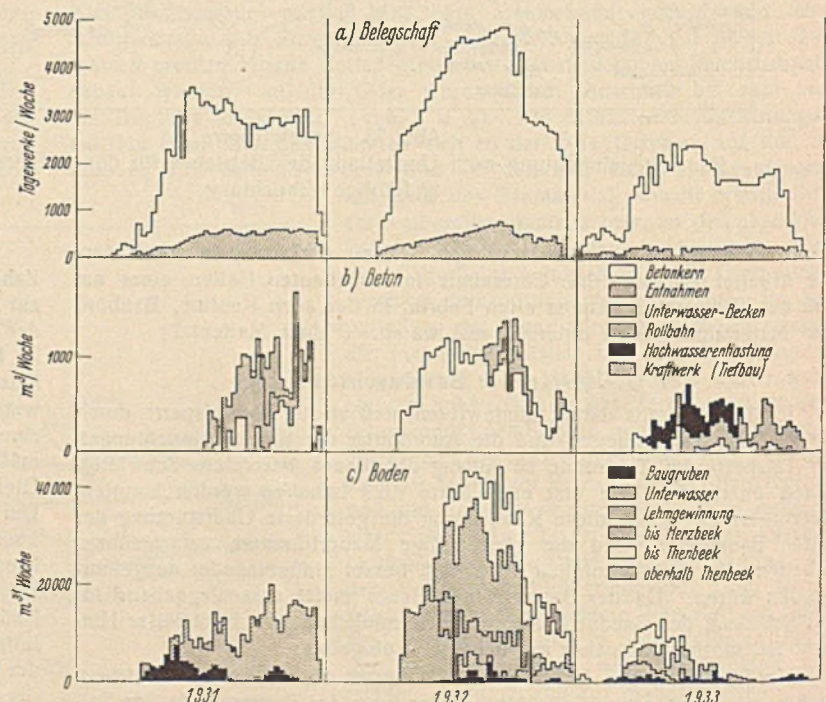 a) Belegschaft
5000
4000
3000
2000
1000
0
Tagewerke / Woche
b) Beton
1000
0
m³/Woche
Betonkern
Entnahmen
Unterwasser-Becken
Rollbahn
Hochwasserentlastung
Kraftwerk (Tiefbau)
c) Boden
40000
20000
0
m³/Woche
Baugruben
Unterwasser
Lehmgewinnung
bis Herzbeek
bis Thenbeek
oberhalb Thenbeek
1931
1932
1933